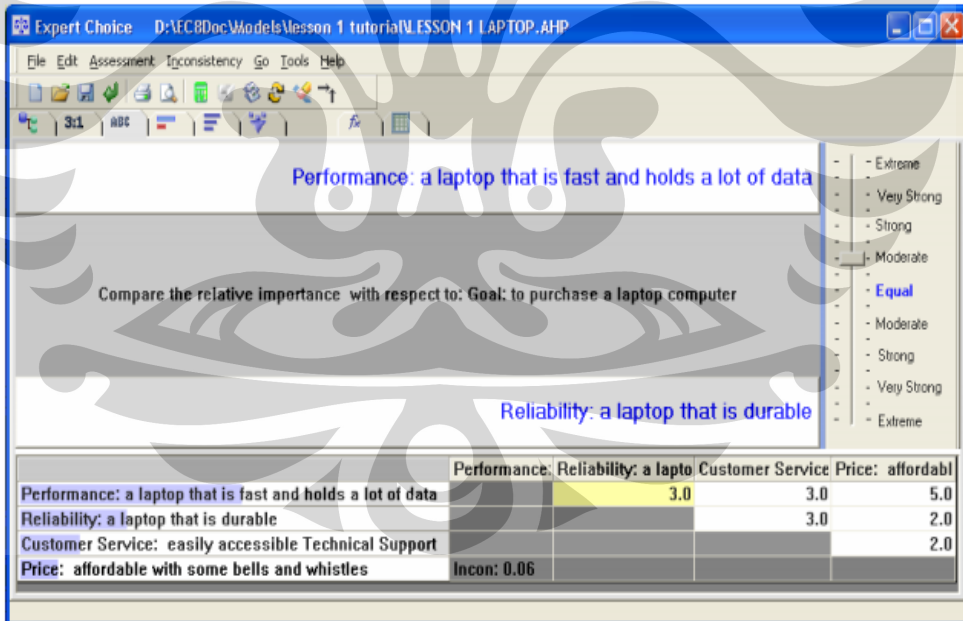 Expert Choice D:\EC8Doc\Models\lesson 1 tutorial\LESSON 1 LAPTOP.AHP
File Edit Assessment Inconsistency Go Tools Help
3:1 ABC fx
Performance: a laptop that is fast and holds a lot of data
Compare the relative importance with respect to: Goal: to purchase a laptop computer
Reliability: a laptop that is durable
Extreme
Very Strong
Strong
Moderate
Equal
Moderate
Strong
Very Strong
Extreme
Performance: Reliability: a lapto Customer Service Price: affordabl
Performance: a laptop that is fast and holds a lot of data 3.0 3.0 5.0
Reliability: a laptop that is durable 3.0 2.0
Customer Service: easily accessible Technical Support 2.0
Price: affordable with some bells and whistles Incon: 0.06